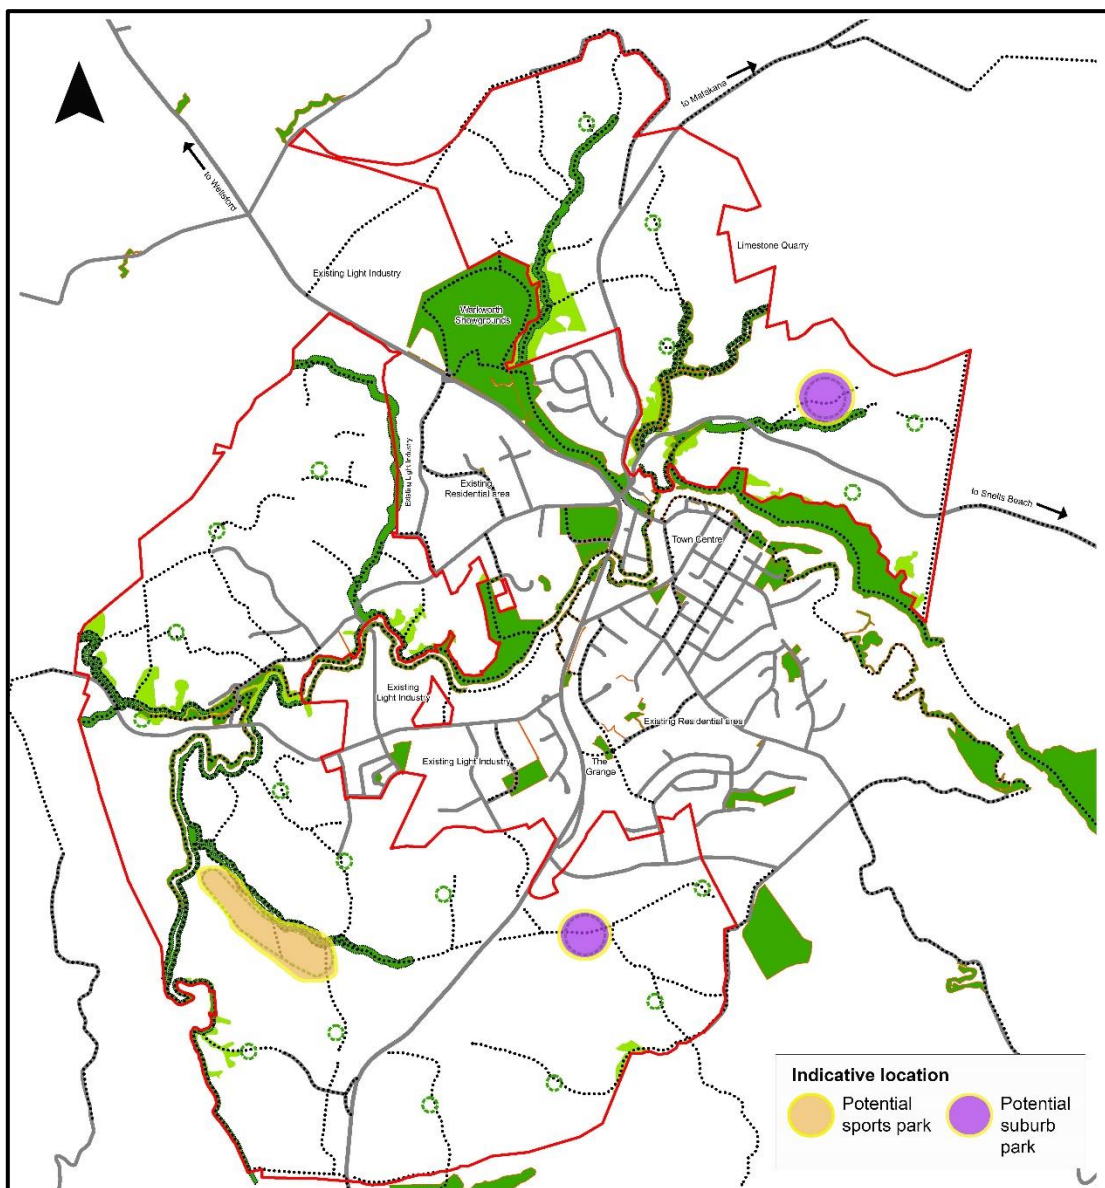 to Matakana
to Wellsford
Limestone Quarry
Existing Light Industry
Warkworth
Showgrounds
Existing Light Industry
Existing
Residential area
to Snells Beach
Town Centre
Existing
Light Industry
Existing Residential area
Existing Light Industry
The
Grange
Indicative location
Potential
sports park
Potential
suburb
park